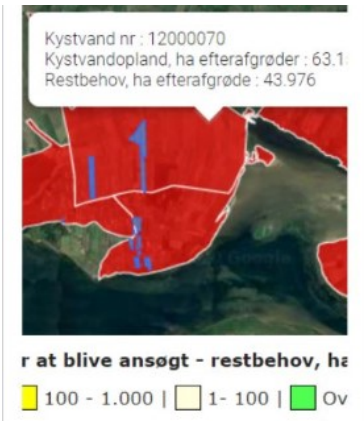 Kystvand nr : 12000070
Kystvandopland, ha efterafgrøder : 63.1
Restbehov, ha efterafgrøde : 43.976
Google
r at blive ansøgt - restbehov, ha
100 - 1.000 | 1- 100 | Ov